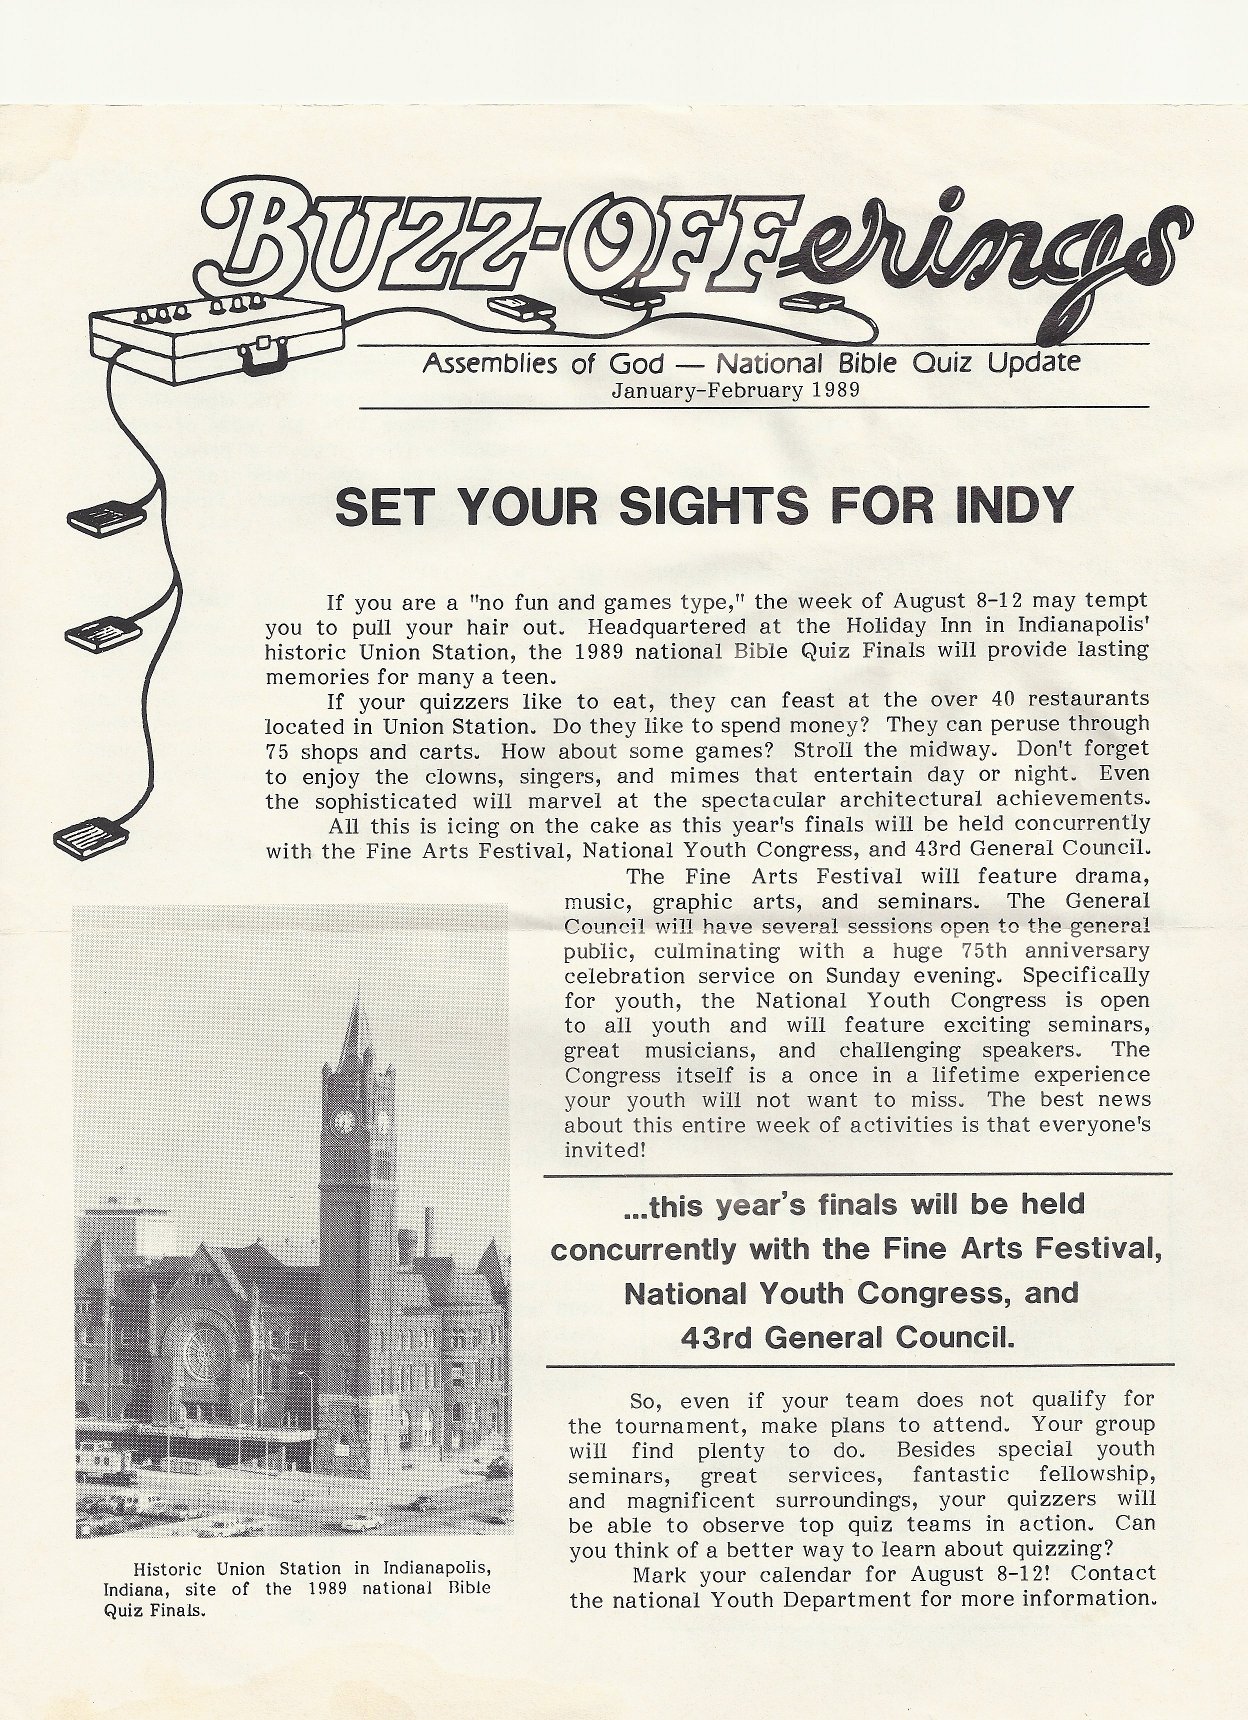 BUZZ-OFFerings
Assemblies of God — National Bible Quiz Update
January-February 1989
SET YOUR SIGHTS FOR INDY
If you are a "no fun and games type," the week of August 8-12 may tempt
you to pull your hair out. Headquartered at the Holiday Inn in Indianapolis'
historic Union Station, the 1989 national Bible Quiz Finals will provide lasting
memories for many a teen.
If your quizzers like to eat, they can feast at the over 40 restaurants
located in Union Station. Do they like to spend money? They can peruse through
75 shops and carts. How about some games? Stroll the midway. Don't forget
to enjoy the clowns, singers, and mimes that entertain day or night. Even
the sophisticated will marvel at the spectacular architectural achievements.
All this is icing on the cake as this year's finals will be held concurrently
with the Fine Arts Festival, National Youth Congress, and 43rd General Council.
The Fine Arts Festival will feature drama,
music, graphic arts, and seminars. The General
Council will have several sessions open to the general
public, culminating with a huge 75th anniversary
celebration service on Sunday evening. Specifically
for youth, the National Youth Congress is open
to all youth and will feature exciting seminars,
great musicians, and challenging speakers. The
Congress itself is a once in a lifetime experience
your youth will not want to miss. The best news
about this entire week of activities is that everyone's
invited!
...this year's finals will be held
concurrently with the Fine Arts Festival,
National Youth Congress, and
43rd General Council.
So, even if your team does not qualify for
the tournament, make plans to attend. Your group
will find plenty to do. Besides special youth
seminars, great services, fantastic fellowship,
and magnificent surroundings, your quizzers will
be able to observe top quiz teams in action. Can
you think of a better way to learn about quizzing?
Mark your calendar for August 8-12! Contact
the national Youth Department for more information.
Historic Union Station in Indianapolis,
Indiana, site of the 1989 national Bible
Quiz Finals.